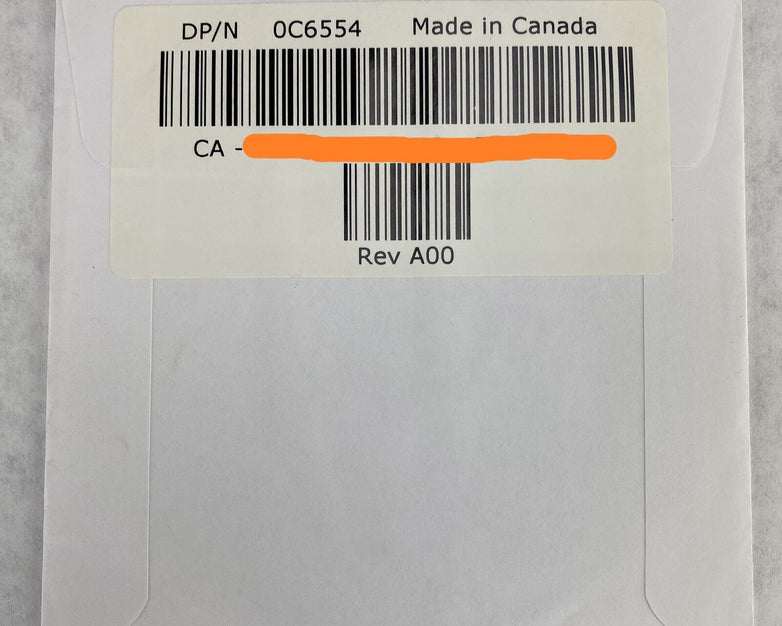 DP/N 0C6554 Made in Canada
CA -
Rev A00